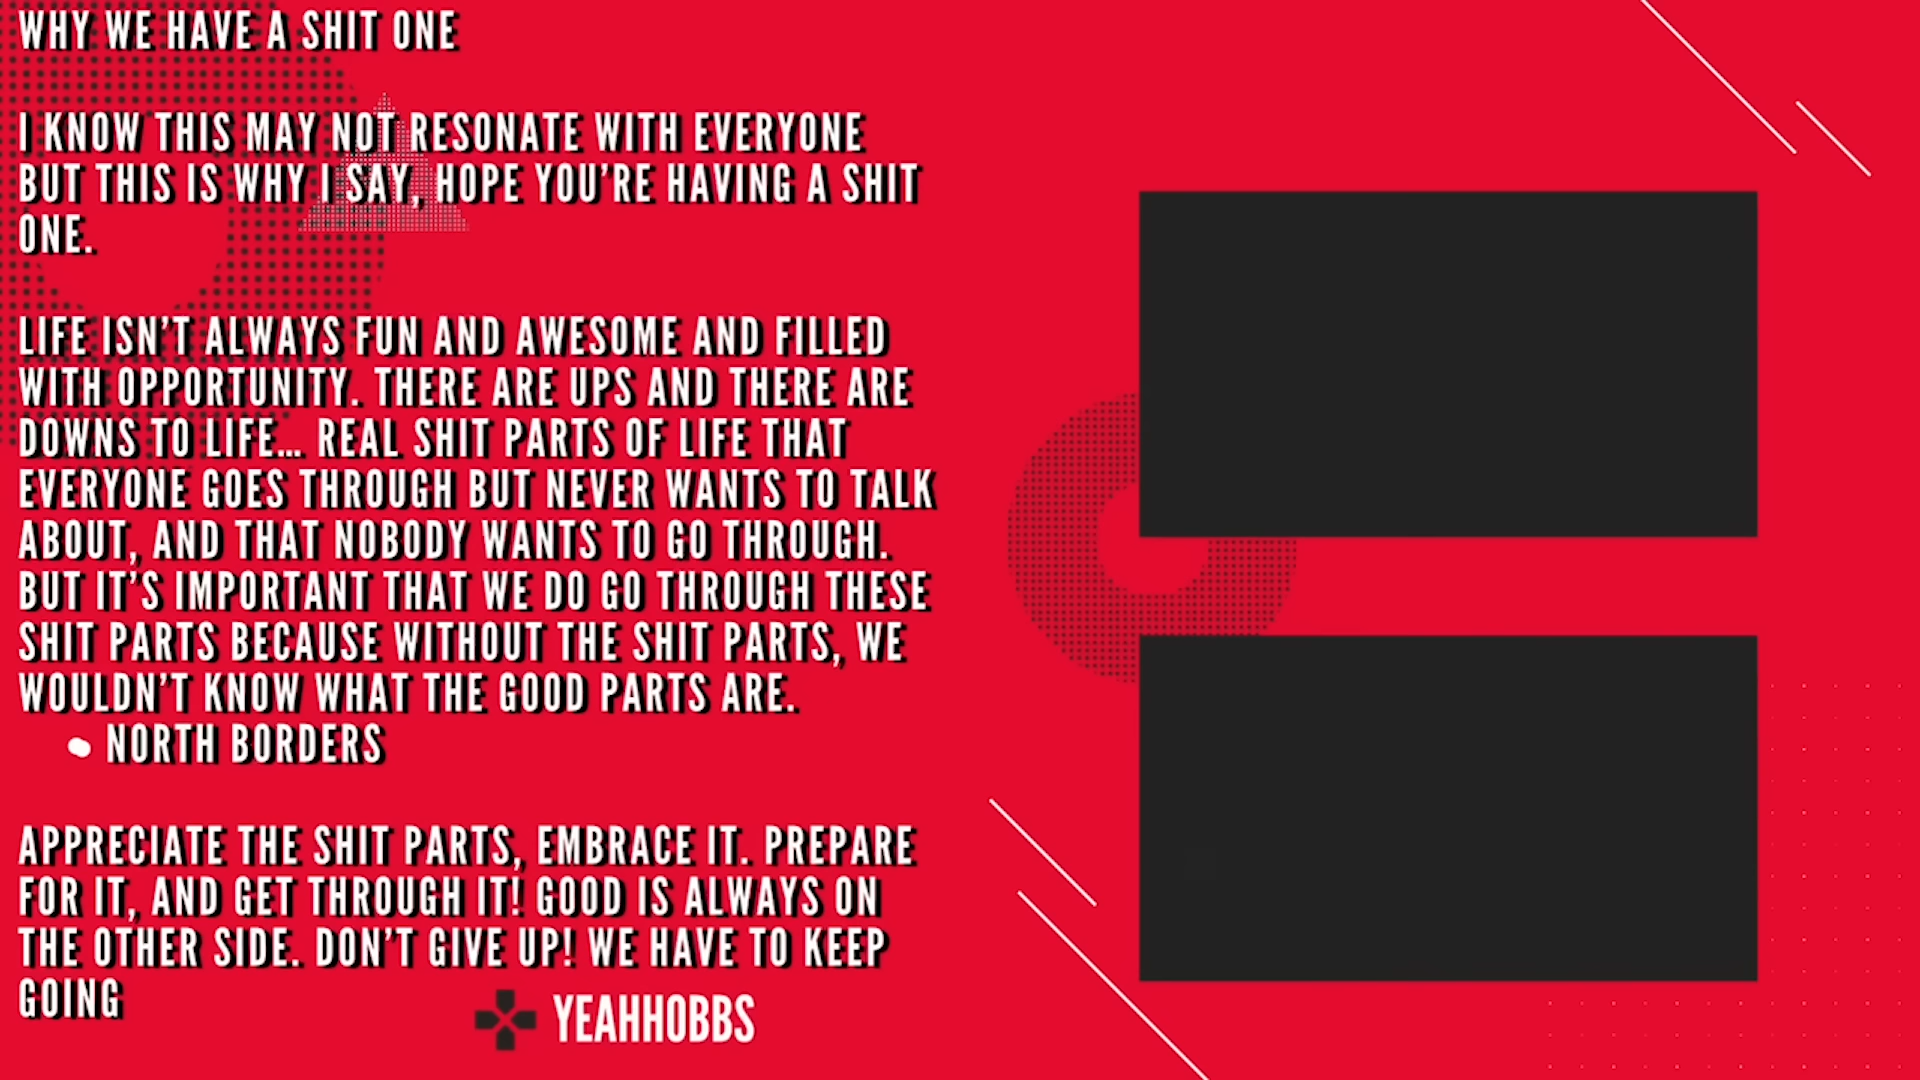 WHY WE HAVE A SHIT ONE
I KNOW THIS MAY NOT RESONATE WITH EVERYONE
BUT THIS IS WHY I SAY, HOPE YOU'RE HAVING A SHIT
ONE.
LIFE ISN'T ALWAYS FUN AND AWESOME AND FILLED
WITH OPPORTUNITY. THERE ARE UPS AND THERE ARE
DOWNS TO LIFE... REAL SHIT PARTS OF LIFE THAT
EVERYONE GOES THROUGH BUT NEVER WANTS TO TALK
ABOUT, AND THAT NOBODY WANTS TO GO THROUGH.
BUT IT'S IMPORTANT THAT WE DO GO THROUGH THESE
SHIT PARTS BECAUSE WITHOUT THE SHIT PARTS, WE
WOULDN'T KNOW WHAT THE GOOD PARTS ARE.
• NORTH BORDERS
APPRECIATE THE SHIT PARTS, EMBRACE IT. PREPARE
FOR IT, AND GET THROUGH IT! GOOD IS ALWAYS ON
THE OTHER SIDE. DON'T GIVE UP! WE HAVE TO KEEP
GOING
YEAHHOBBS